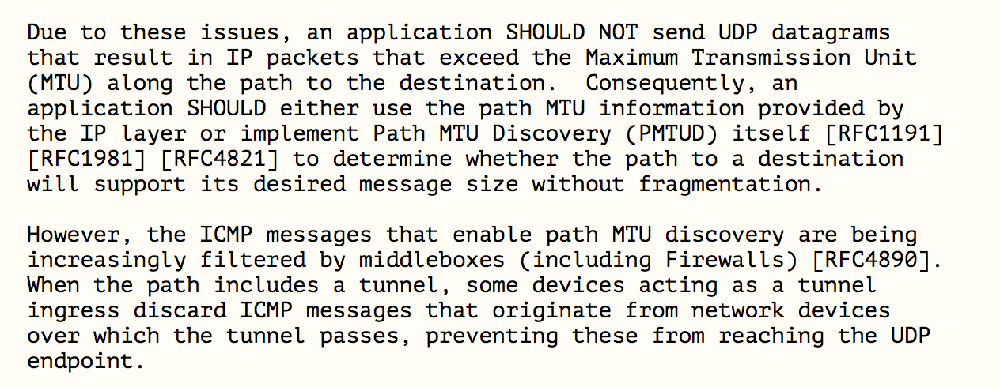 Due to these issues, an application SHOULD NOT send UDP datagrams
that result in IP packets that exceed the Maximum Transmission Unit
(MTU) along the path to the destination.  Consequently, an
application SHOULD either use the path MTU information provided by
the IP layer or implement Path MTU Discovery (PMTUD) itself [RFC1191]
[RFC1981] [RFC4821] to determine whether the path to a destination
will support its desired message size without fragmentation.

However, the ICMP messages that enable path MTU discovery are being
increasingly filtered by middleboxes (including Firewalls) [RFC4890].
When the path includes a tunnel, some devices acting as a tunnel
ingress discard ICMP messages that originate from network devices
over which the tunnel passes, preventing these from reaching the UDP
endpoint.